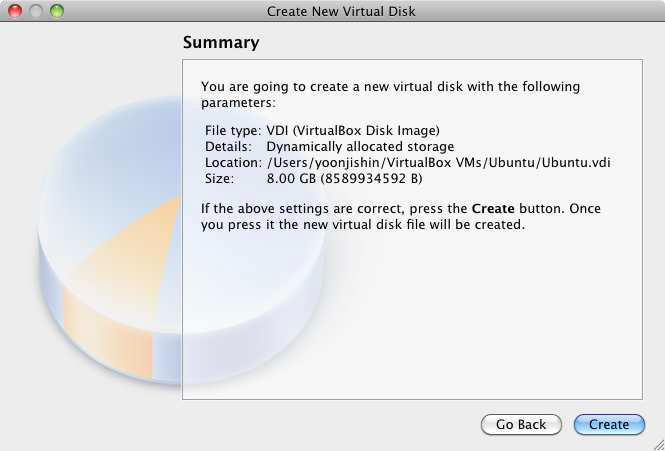 Create New Virtual Disk
Summary
You are going to create a new virtual disk with the following
parameters:
File type: VDI (VirtualBox Disk Image)
Details: Dynamically allocated storage
Location: /Users/yoonjishin/VirtualBox VMs/Ubuntu/Ubuntu.vdi
Size: 8.00 GB (8589934592 B)
If the above settings are correct, press the Create button. Once
you press it the new virtual disk file will be created.
Go Back Create